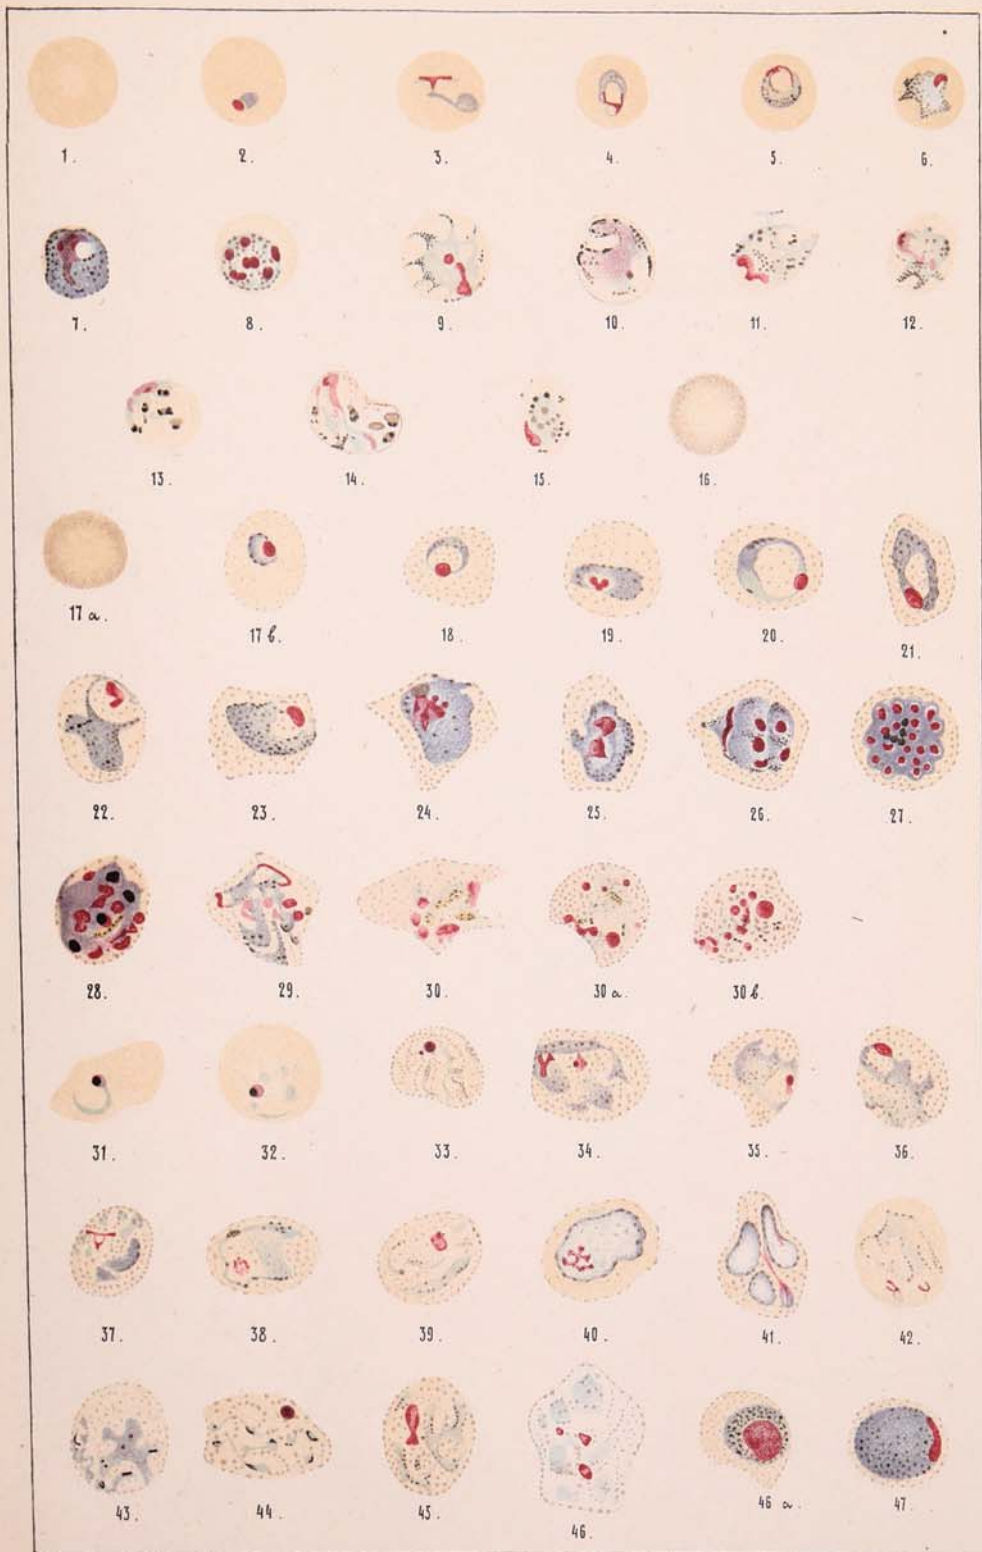 1. 2. 3. 4. 5. 6.
7. 8. 9. 10. 11. 12.
13. 14. 15. 16.
17 a. 17 b. 18. 19. 20. 21.
22. 23. 24. 25. 26. 27.
28. 29. 30. 30 a. 30 b.
31. 32. 33. 34. 35. 36.
37. 38. 39. 40. 41. 42.
43. 44. 45. 46. 46 a. 47.